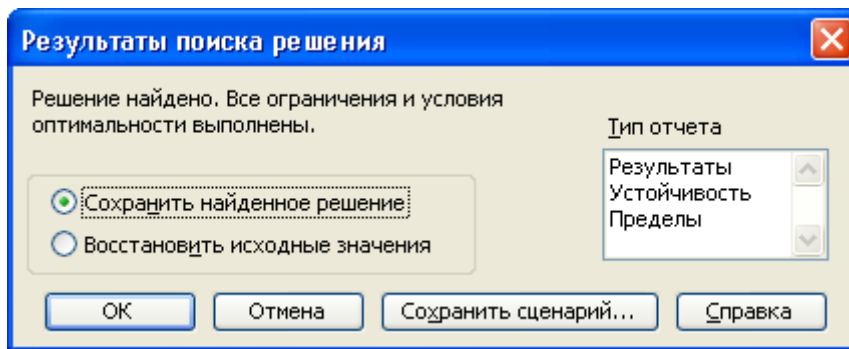 Результаты поиска решения
Решение найдено. Все ограничения и условия
оптимальности выполнены.
Тип отчета
Результаты
Устойчивость
Пределы
Сохранить найденное решение
Восстановить исходные значения
ОК
Отмена
Сохранить сценарий...
Справка